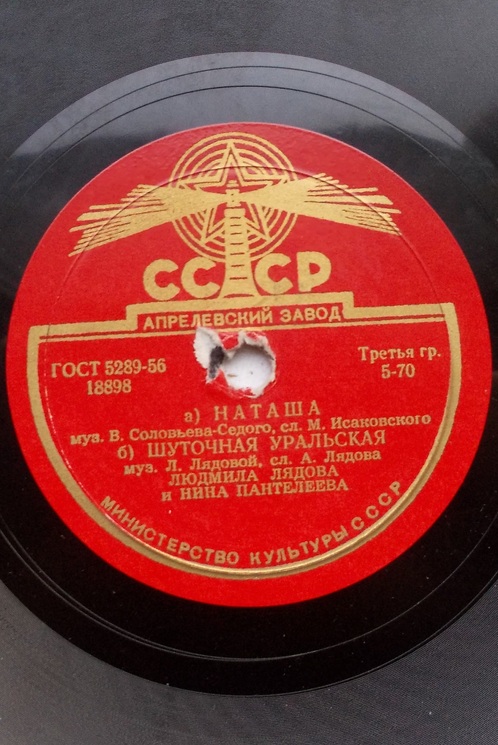 СССР
АПРЕЛЕВСКИЙ ЗАВОД
ГОСТ 5289-56
18898
Третья гр.
5-70
а) НАТАША
муз. В. Соловьева-Седого, сл. М. Исаковского
б) ШУТОЧНАЯ УРАЛЬСКАЯ
муз. Л. Лядовой, сл. А. Лядова
ЛЮДМИЛА ЛЯДОВА
и НИНА ПАНТЕЛЕЕВА
МИНИСТЕРСТВО КУЛЬТУРЫ СССР